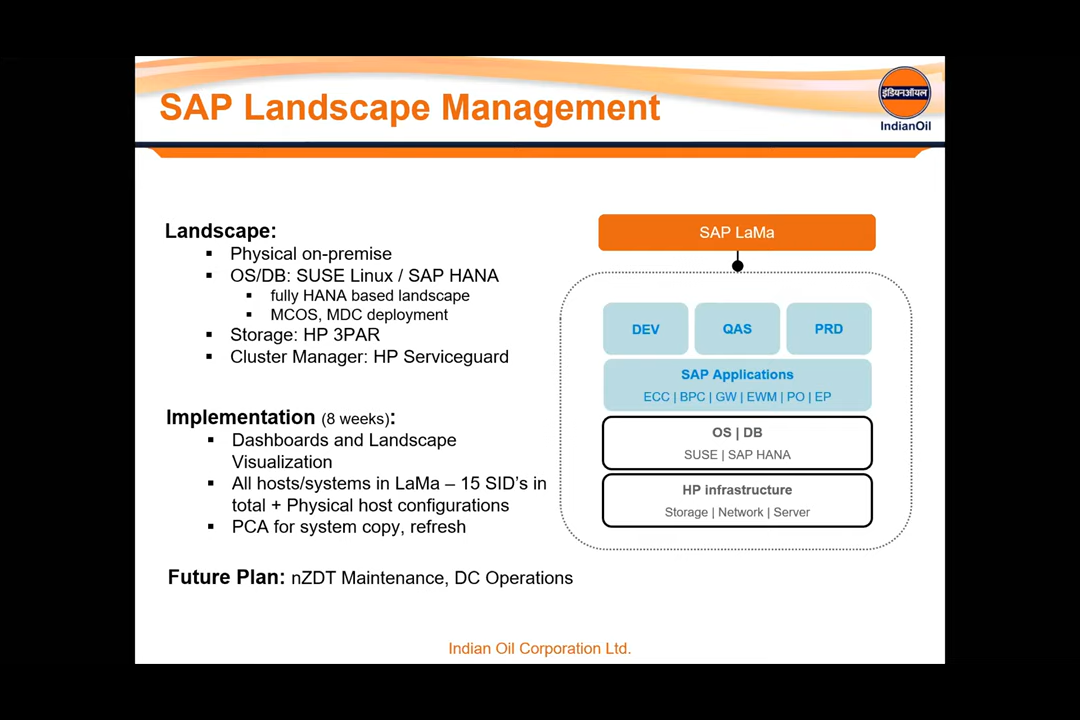 SAP Landscape Management
इंडियनऑयल
IndianOil
Landscape:
▪ Physical on-premise
▪ OS/DB: SUSE Linux / SAP HANA
▪ fully HANA based landscape
▪ MCOS, MDC deployment
▪ Storage: HP 3PAR
▪ Cluster Manager: HP Serviceguard
Implementation (8 weeks):
▪ Dashboards and Landscape
Visualization
▪ All hosts/systems in LaMa – 15 SID’s in
total + Physical host configurations
▪ PCA for system copy, refresh
Future Plan: nZDT Maintenance, DC Operations
SAP LaMa
DEV
QAS
PRD
SAP Applications
ECC | BPC | GW | EWM | PO | EP
OS | DB
SUSE | SAP HANA
HP infrastructure
Storage | Network | Server
Indian Oil Corporation Ltd.